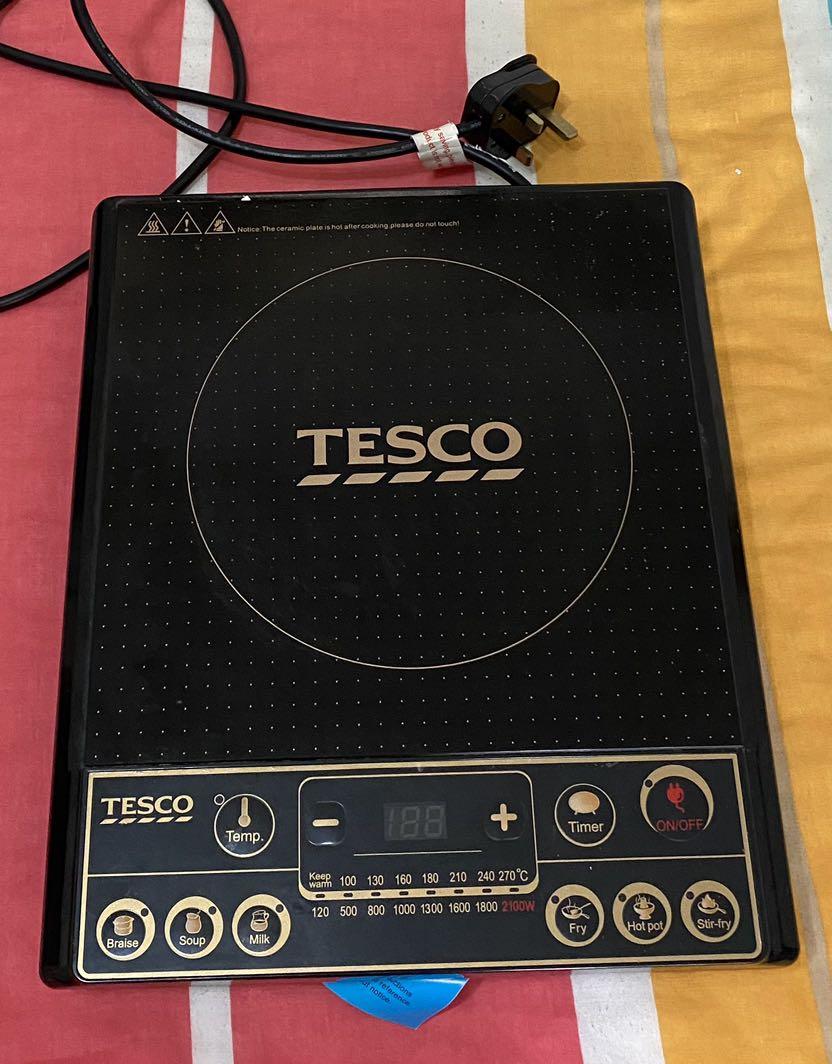 Notice: The ceramic plate is hot after cooking,please do not touch!
TESCO
TESCO
Temp.
188
Timer
ON/OFF
Keep warm 100 130 160 180 210 240 270°C
120 500 800 1000 1300 1600 1800 2100W
Braise
Soup
Milk
Fry
Hot pot
Stir-fry
reference
notice.